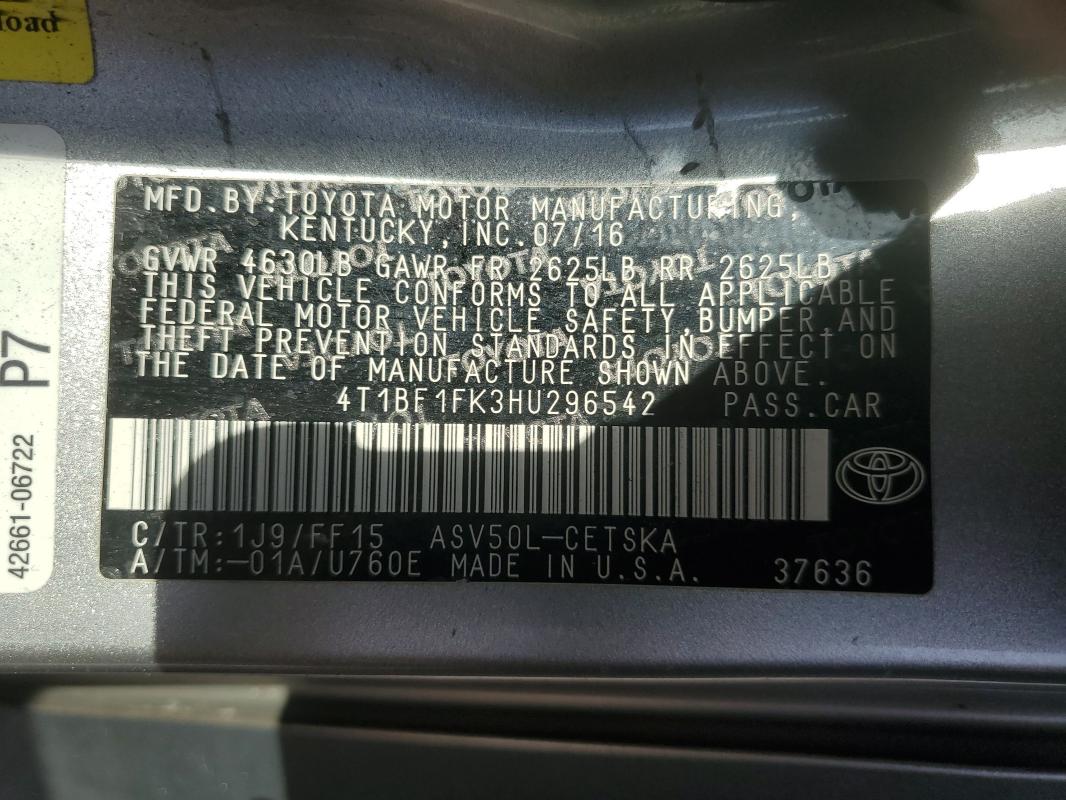 load
MFD.BY:TOYOTA MOTOR MANUFACTURING,
KENTUCKY,INC.07/16
GVWR 4630LB GAWR FR 2625LB RR 2625LB
THIS VEHICLE CONFORMS TO ALL APPLICABLE
FEDERAL MOTOR VEHICLE SAFETY,BUMPER,AND
THEFT PREVENTION STANDARDS IN EFFECT ON
THE DATE OF MANUFACTURE SHOWN ABOVE.
4T1BF1FK3HU296542 PASS.CAR
C/TR:1J9/FF15 ASV50L-CETSKA
A/TM:-01A/U760E MADE IN U.S.A. 37636
P7
42661-06722